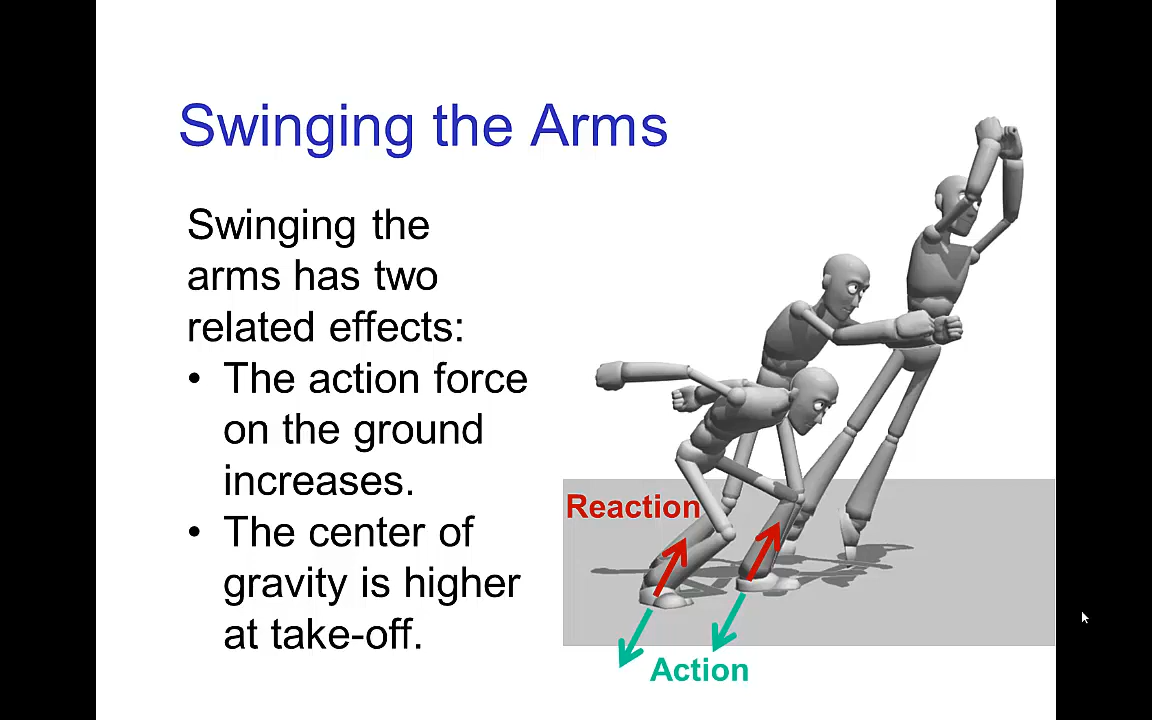 Swinging the Arms
Swinging the
arms has two
related effects:
• The action force
on the ground
increases.
• The center of
gravity is higher
at take-off.
Reaction
Action